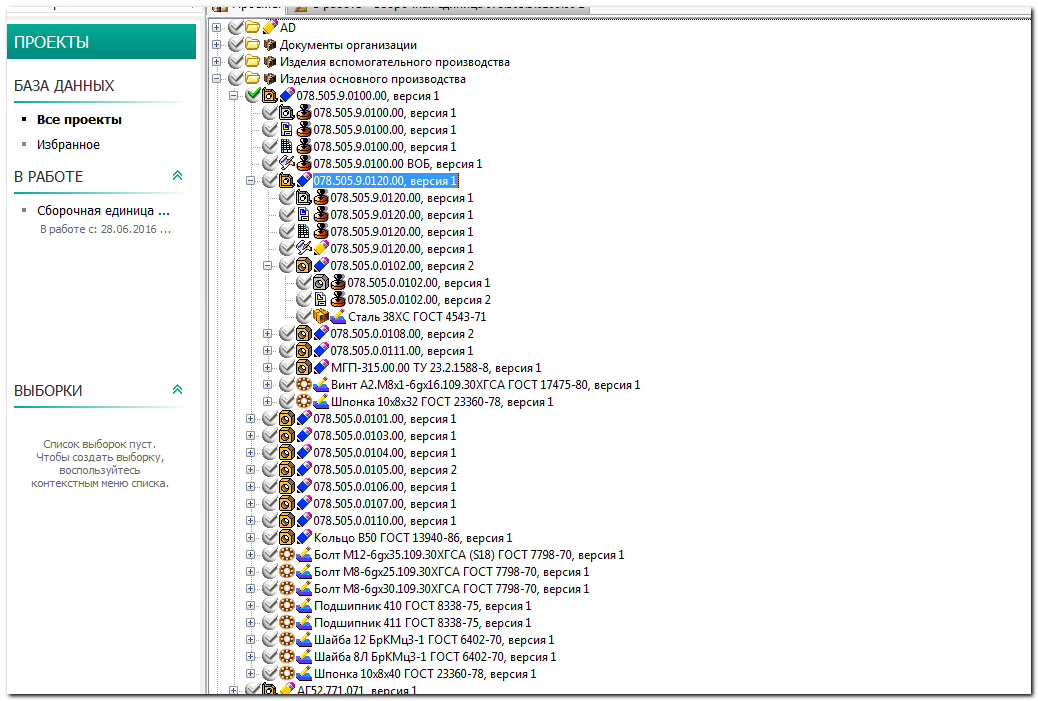 ПРОЕКТЫ
БАЗА ДАННЫХ
Все проекты
Избранное
В РАБОТЕ
Сборочная единица ...
В работе с: 28.06.2016 ...
ВЫБОРКИ
Список выборок пуст.
Чтобы создать выборку,
воспользуйтесь
контекстным меню списка.
AD
Документы организации
Изделия вспомогательного производства
Изделия основного производства
078.505.9.0100.00, версия 1
078.505.9.0100.00, версия 1
078.505.9.0100.00, версия 1
078.505.9.0100.00, версия 1
078.505.9.0100.00 ВОБ, версия 1
078.505.9.0120.00, версия 1
078.505.9.0120.00, версия 1
078.505.9.0120.00, версия 1
078.505.9.0120.00, версия 1
078.505.9.0120.00, версия 1
078.505.0.0102.00, версия 2
078.505.0.0102.00, версия 1
078.505.0.0102.00, версия 2
Сталь 38ХС ГОСТ 4543-71
078.505.0.0108.00, версия 2
078.505.0.0111.00, версия 1
МГП-315.00.00 ТУ 23.2.1588-8, версия 1
Винт А2.М8х1-6gх16.109.30ХГСА ГОСТ 17475-80, версия 1
Шпонка 10х8х32 ГОСТ 23360-78, версия 1
078.505.0.0101.00, версия 1
078.505.0.0103.00, версия 1
078.505.0.0104.00, версия 1
078.505.0.0105.00, версия 2
078.505.0.0106.00, версия 1
078.505.0.0107.00, версия 1
078.505.0.0110.00, версия 1
Кольцо В50 ГОСТ 13940-86, версия 1
Болт М12-6gх35.109.30ХГСА (S18) ГОСТ 7798-70, версия 1
Болт М8-6gх25.109.30ХГСА ГОСТ 7798-70, версия 1
Болт М8-6gх30.109.30ХГСА ГОСТ 7798-70, версия 1
Подшипник 410 ГОСТ 8338-75, версия 1
Подшипник 411 ГОСТ 8338-75, версия 1
Шайба 12 БрКМц3-1 ГОСТ 6402-70, версия 1
Шайба 8Л БрКМц3-1 ГОСТ 6402-70, версия 1
Шпонка 10х8х40 ГОСТ 23360-78, версия 1
АГ52.771.071, версия 1